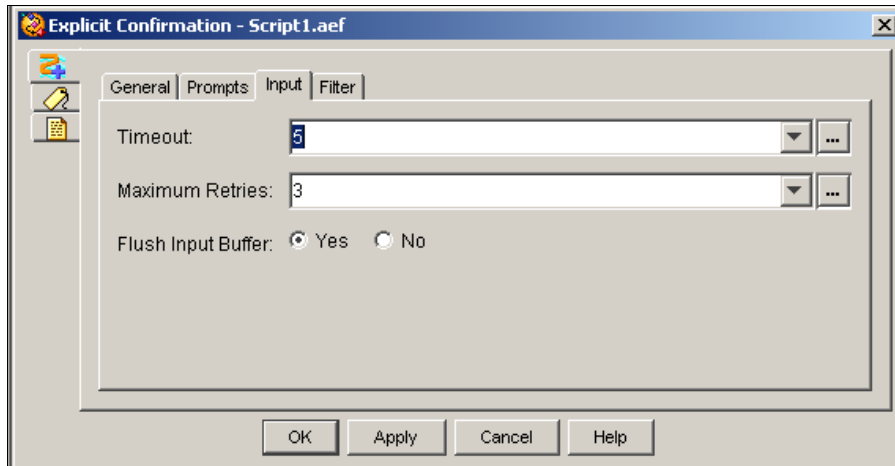 Explicit Confirmation - Script1.aef
General Prompts Input Filter
Timeout: 5 ...
Maximum Retries: 3 ...
Flush Input Buffer: Yes No
OK Apply Cancel Help